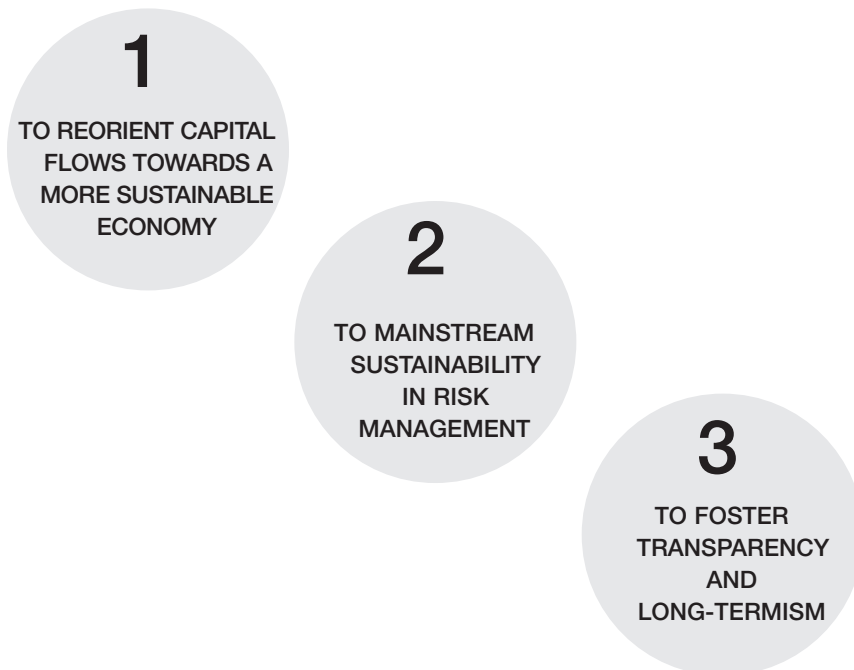 1
TO REORIENT CAPITAL
FLOWS TOWARDS A
MORE SUSTAINABLE
ECONOMY
2
TO MAINSTREAM
SUSTAINABILITY
IN RISK
MANAGEMENT
3
TO FOSTER
TRANSPARENCY
AND
LONG-TERMISM